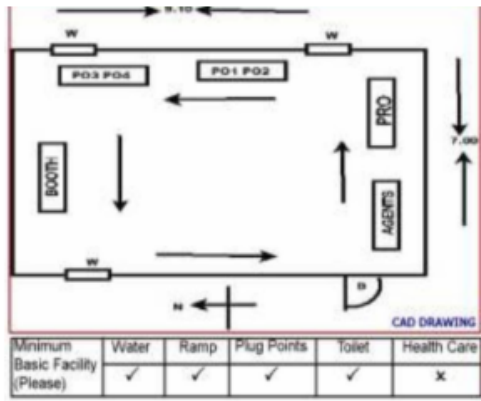 W
W
PO3 PO4
PO1 PO2
PRO
7.00
BOOTH
AGENTS
W
D
N
CAD DRAWING
Minimum Basic Facility (Please)
Water
Ramp
Plug Points
Toilet
Health Care
✓
✓
✓
✓
x